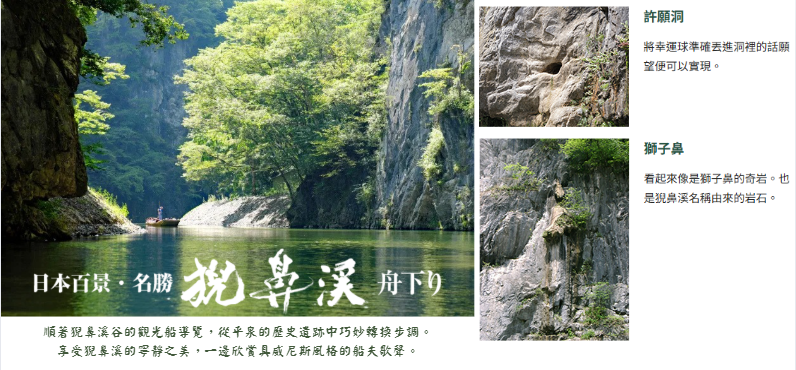 日本百景・名勝 猊鼻渓 舟下り
順著猊鼻溪谷的觀光船導覽，從平泉的歷史遺跡中巧妙轉換步調。
享受猊鼻溪的寧靜之美，一邊欣賞具威尼斯風格的船夫歌聲。
許願洞
將幸運球準確丟進洞裡的話願
望便可以實現。
獅子鼻
看起來像是獅子鼻的奇岩。也
是猊鼻溪名稱由來的岩石。